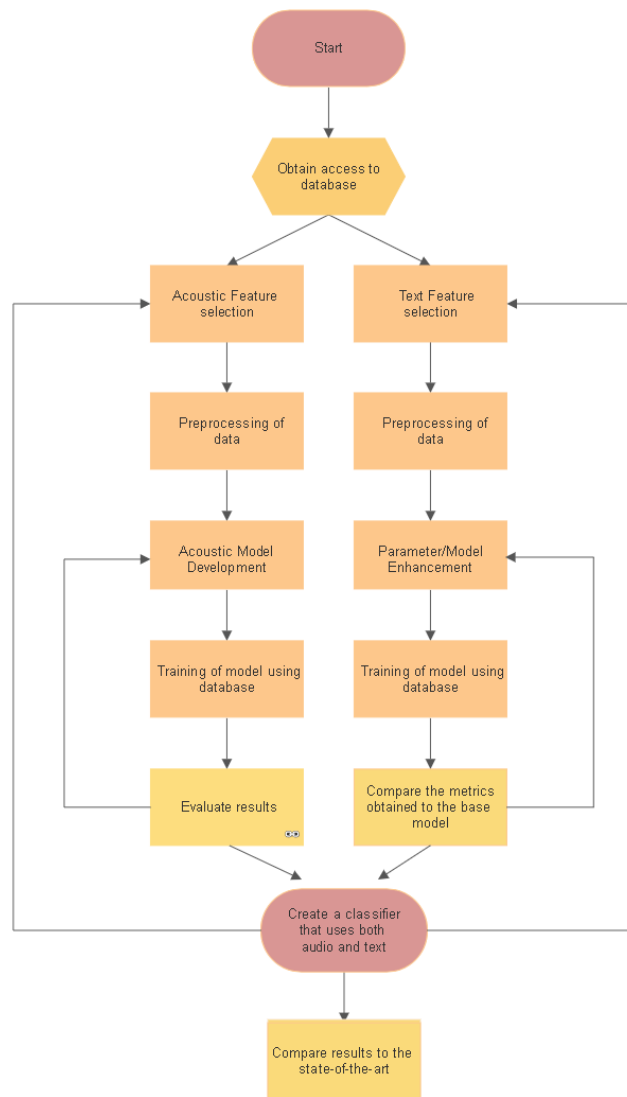 Start
Obtain access to
database
Acoustic Feature
selection
Text Feature
selection
Preprocessing of
data
Preprocessing of
data
Acoustic Model
Development
Parameter/Model
Enhancement
Training of model using
database
Training of model using
database
Evaluate results
Compare the metrics
obtained to the base
model
Create a classifier
that uses both
audio and text
Compare results to the
state-of-the-art